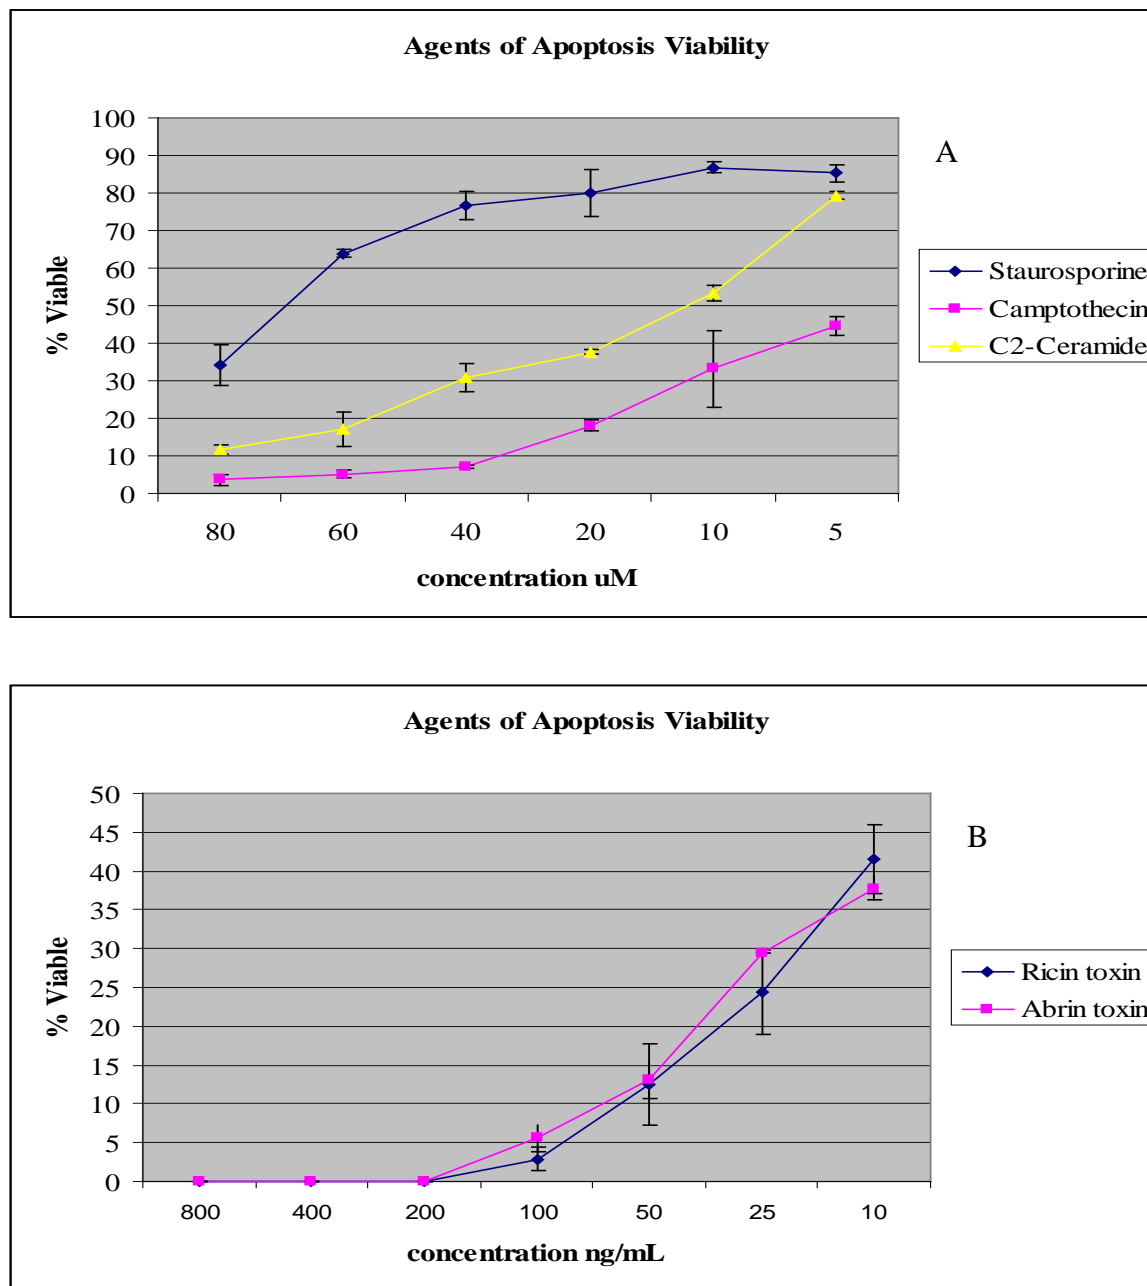 Agents of Apoptosis Viability
100
90
80
70
60
50
40
30
20
10
0
% Viable
80 60 40 20 10 5
concentration uM
A
Staurosporine
Camptothecin
C2-Ceramide
Agents of Apoptosis Viability
50
45
40
35
30
25
20
15
10
5
0
% Viable
800 400 200 100 50 25 10
concentration ng/mL
B
Ricin toxin
Abrin toxin